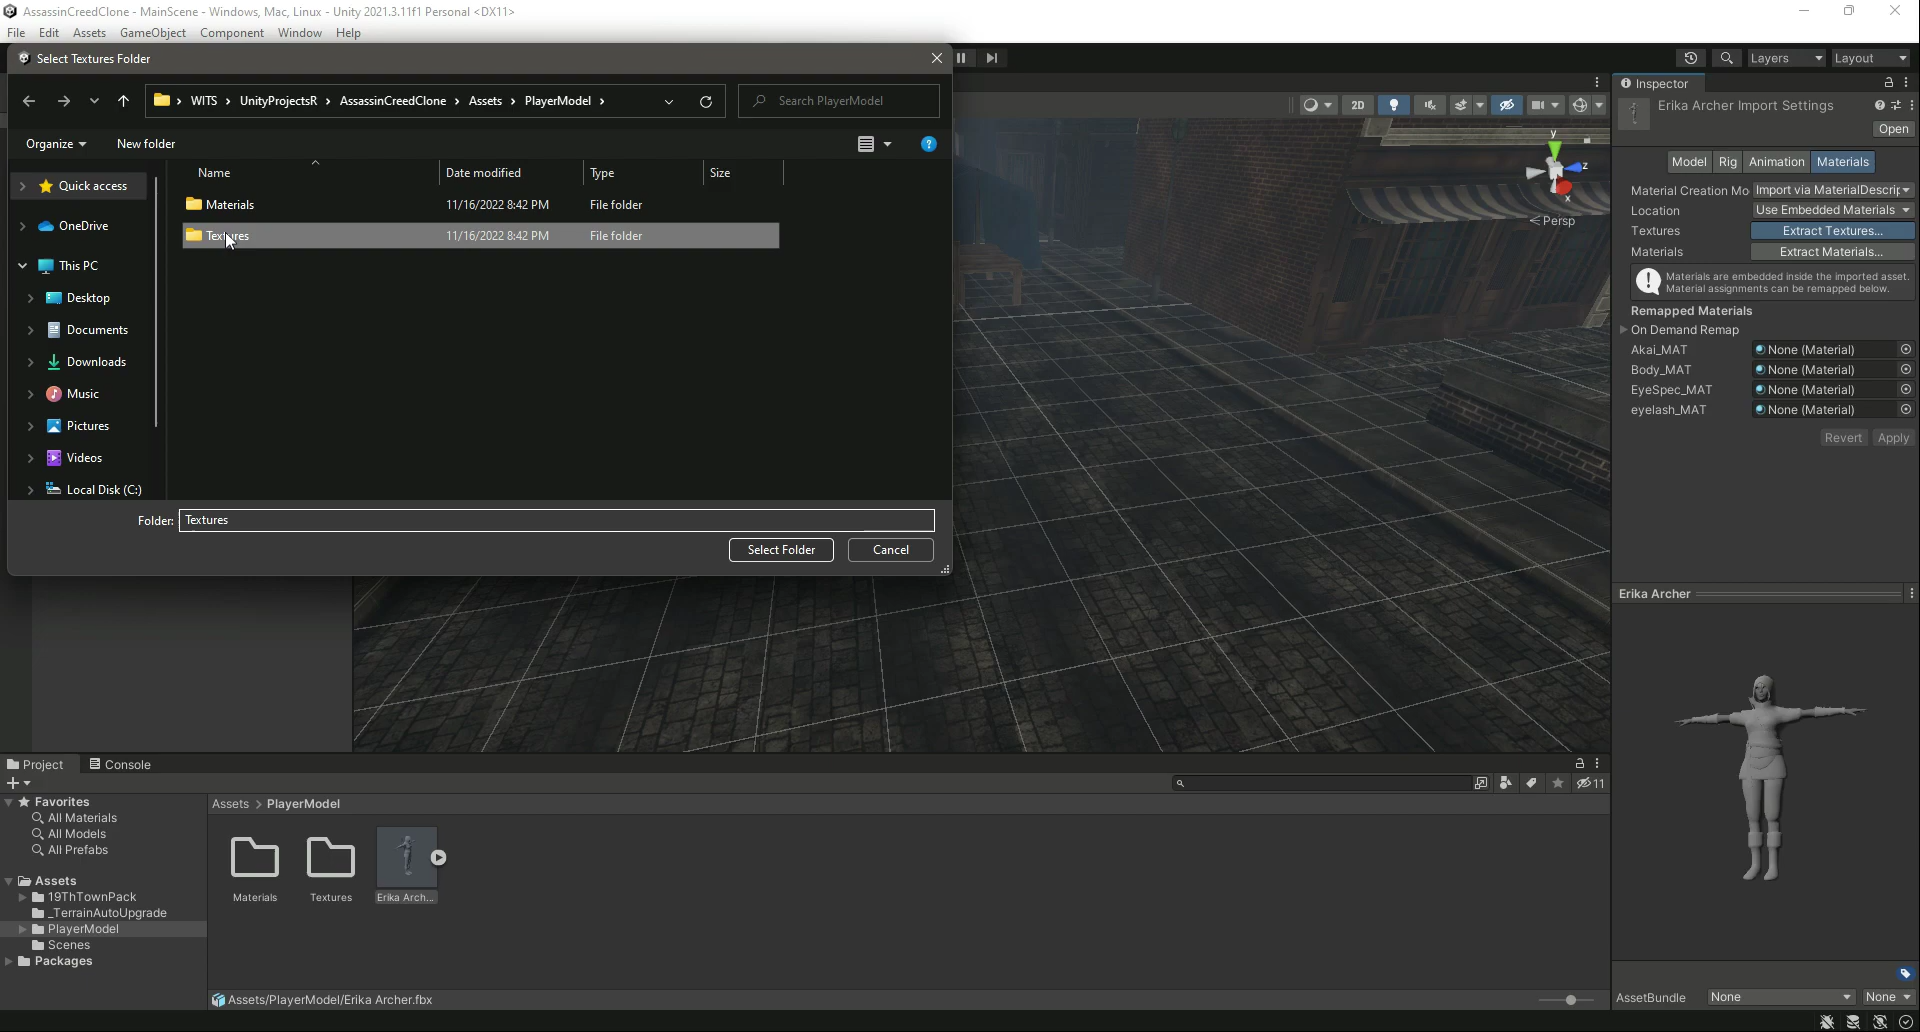 AssassinCreedClone - MainScene - Windows, Mac, Linux - Unity 2021.3.11f1 Personal <DX11>
File Edit Assets GameObject Component Window Help
Select Textures Folder
Layers Layout
WITS > UnityProjectsR > AssassinCreedClone > Assets > PlayerModel >
Search PlayerModel
Organize New folder
Name Date modified Type Size
Materials 11/16/2022 8:42 PM File folder
Textures 11/16/2022 8:42 PM File folder
Quick access
OneDrive
This PC
Desktop
Documents
Downloads
Music
Pictures
Videos
Local Disk (C:)
Folder: Textures
Select Folder Cancel
2D
y
z
x
Persp
Inspector
Erika Archer Import Settings
Open
Model Rig Animation Materials
Material Creation Mo Import via MaterialDescrip
Location Use Embedded Materials
Textures Extract Textures...
Materials Extract Materials...
Materials are embedded inside the imported asset.
Material assignments can be remapped below.
Remapped Materials
On Demand Remap
Akai_MAT None (Material)
Body_MAT None (Material)
EyeSpec_MAT None (Material)
eyelash_MAT None (Material)
Revert Apply
Erika Archer
AssetBundle None None
Project Console
11
Favorites
All Materials
All Models
All Prefabs
Assets
19ThTownPack
_TerrainAutoUpgrade
PlayerModel
Scenes
Packages
Assets > PlayerModel
Materials Textures Erika Arch...
Assets/PlayerModel/Erika Archer.fbx